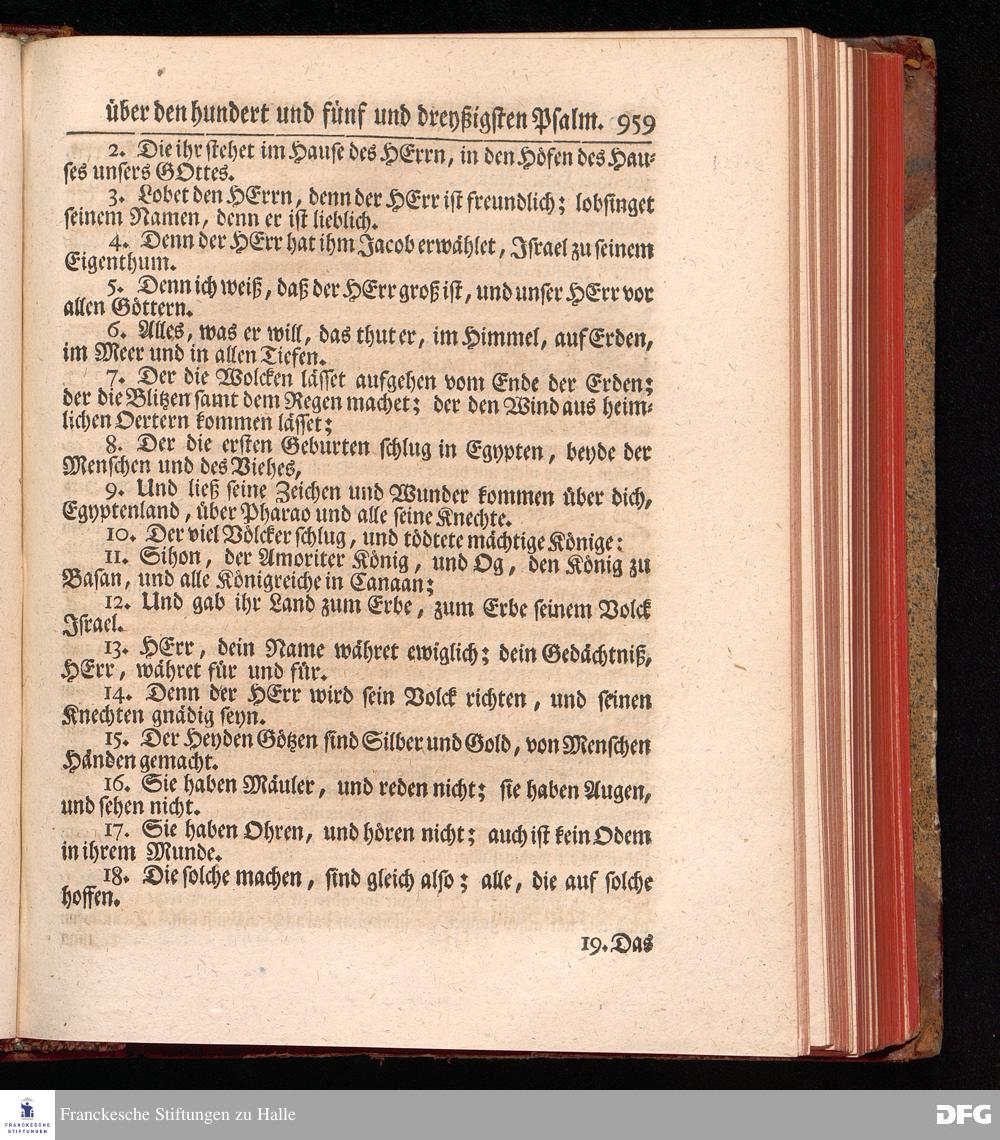 über den hundert und fünf und dreyßigsten Psalm. 959
2. Die ihr stehet im Hause des HErrn, in den Höfen des Hau-
ses unsers GOttes.
3. Lobet den HErrn, denn der HErr ist freundlich; lobsinget
seinem Namen, denn er ist lieblich.
4. Denn der HErr hat ihm Jacob erwählet, Israel zu seinem
Eigenthum.
5. Denn ich weiß, daß der HErr groß ist, und unser HErr vor
allen Göttern.
6. Alles, was er will, das thut er, im Himmel, auf Erden,
im Meer und in allen Tiefen.
7. Der die Wolcken lässet aufgehen vom Ende der Erden;
der die Blitzen samt dem Regen machet; der den Wind aus heim-
lichen Oertern kommen lässet;
8. Der die ersten Geburten schlug in Egypten, beyde der
Menschen und des Viehes,
9. Und ließ seine Zeichen und Wunder kommen über dich,
Egyptenland, über Pharao und alle seine Knechte.
10. Der viel Völcker schlug, und tödtete mächtige Könige:
11. Sihon, der Amoriter König, und Og, den König zu
Basan, und alle Königreiche in Canaan;
12. Und gab ihr Land zum Erbe, zum Erbe seinem Volck
Israel.
13. HErr, dein Name währet ewiglich; dein Gedächtniß,
HErr, währet für und für.
14. Denn der HErr wird sein Volck richten, und seinen
Knechten gnädig seyn.
15. Der Heyden Götzen sind Silber und Gold, von Menschen
Händen gemacht.
16. Sie haben Mäuler, und reden nicht; sie haben Augen,
und sehen nicht.
17. Sie haben Ohren, und hören nicht; auch ist kein Odem
in ihrem Munde.
18. Die solche machen, sind gleich also; alle, die auf solche
hoffen.
19. Das
FRANCKESCHE
STIFTUNGEN
Franckesche Stiftungen zu Halle
DFG